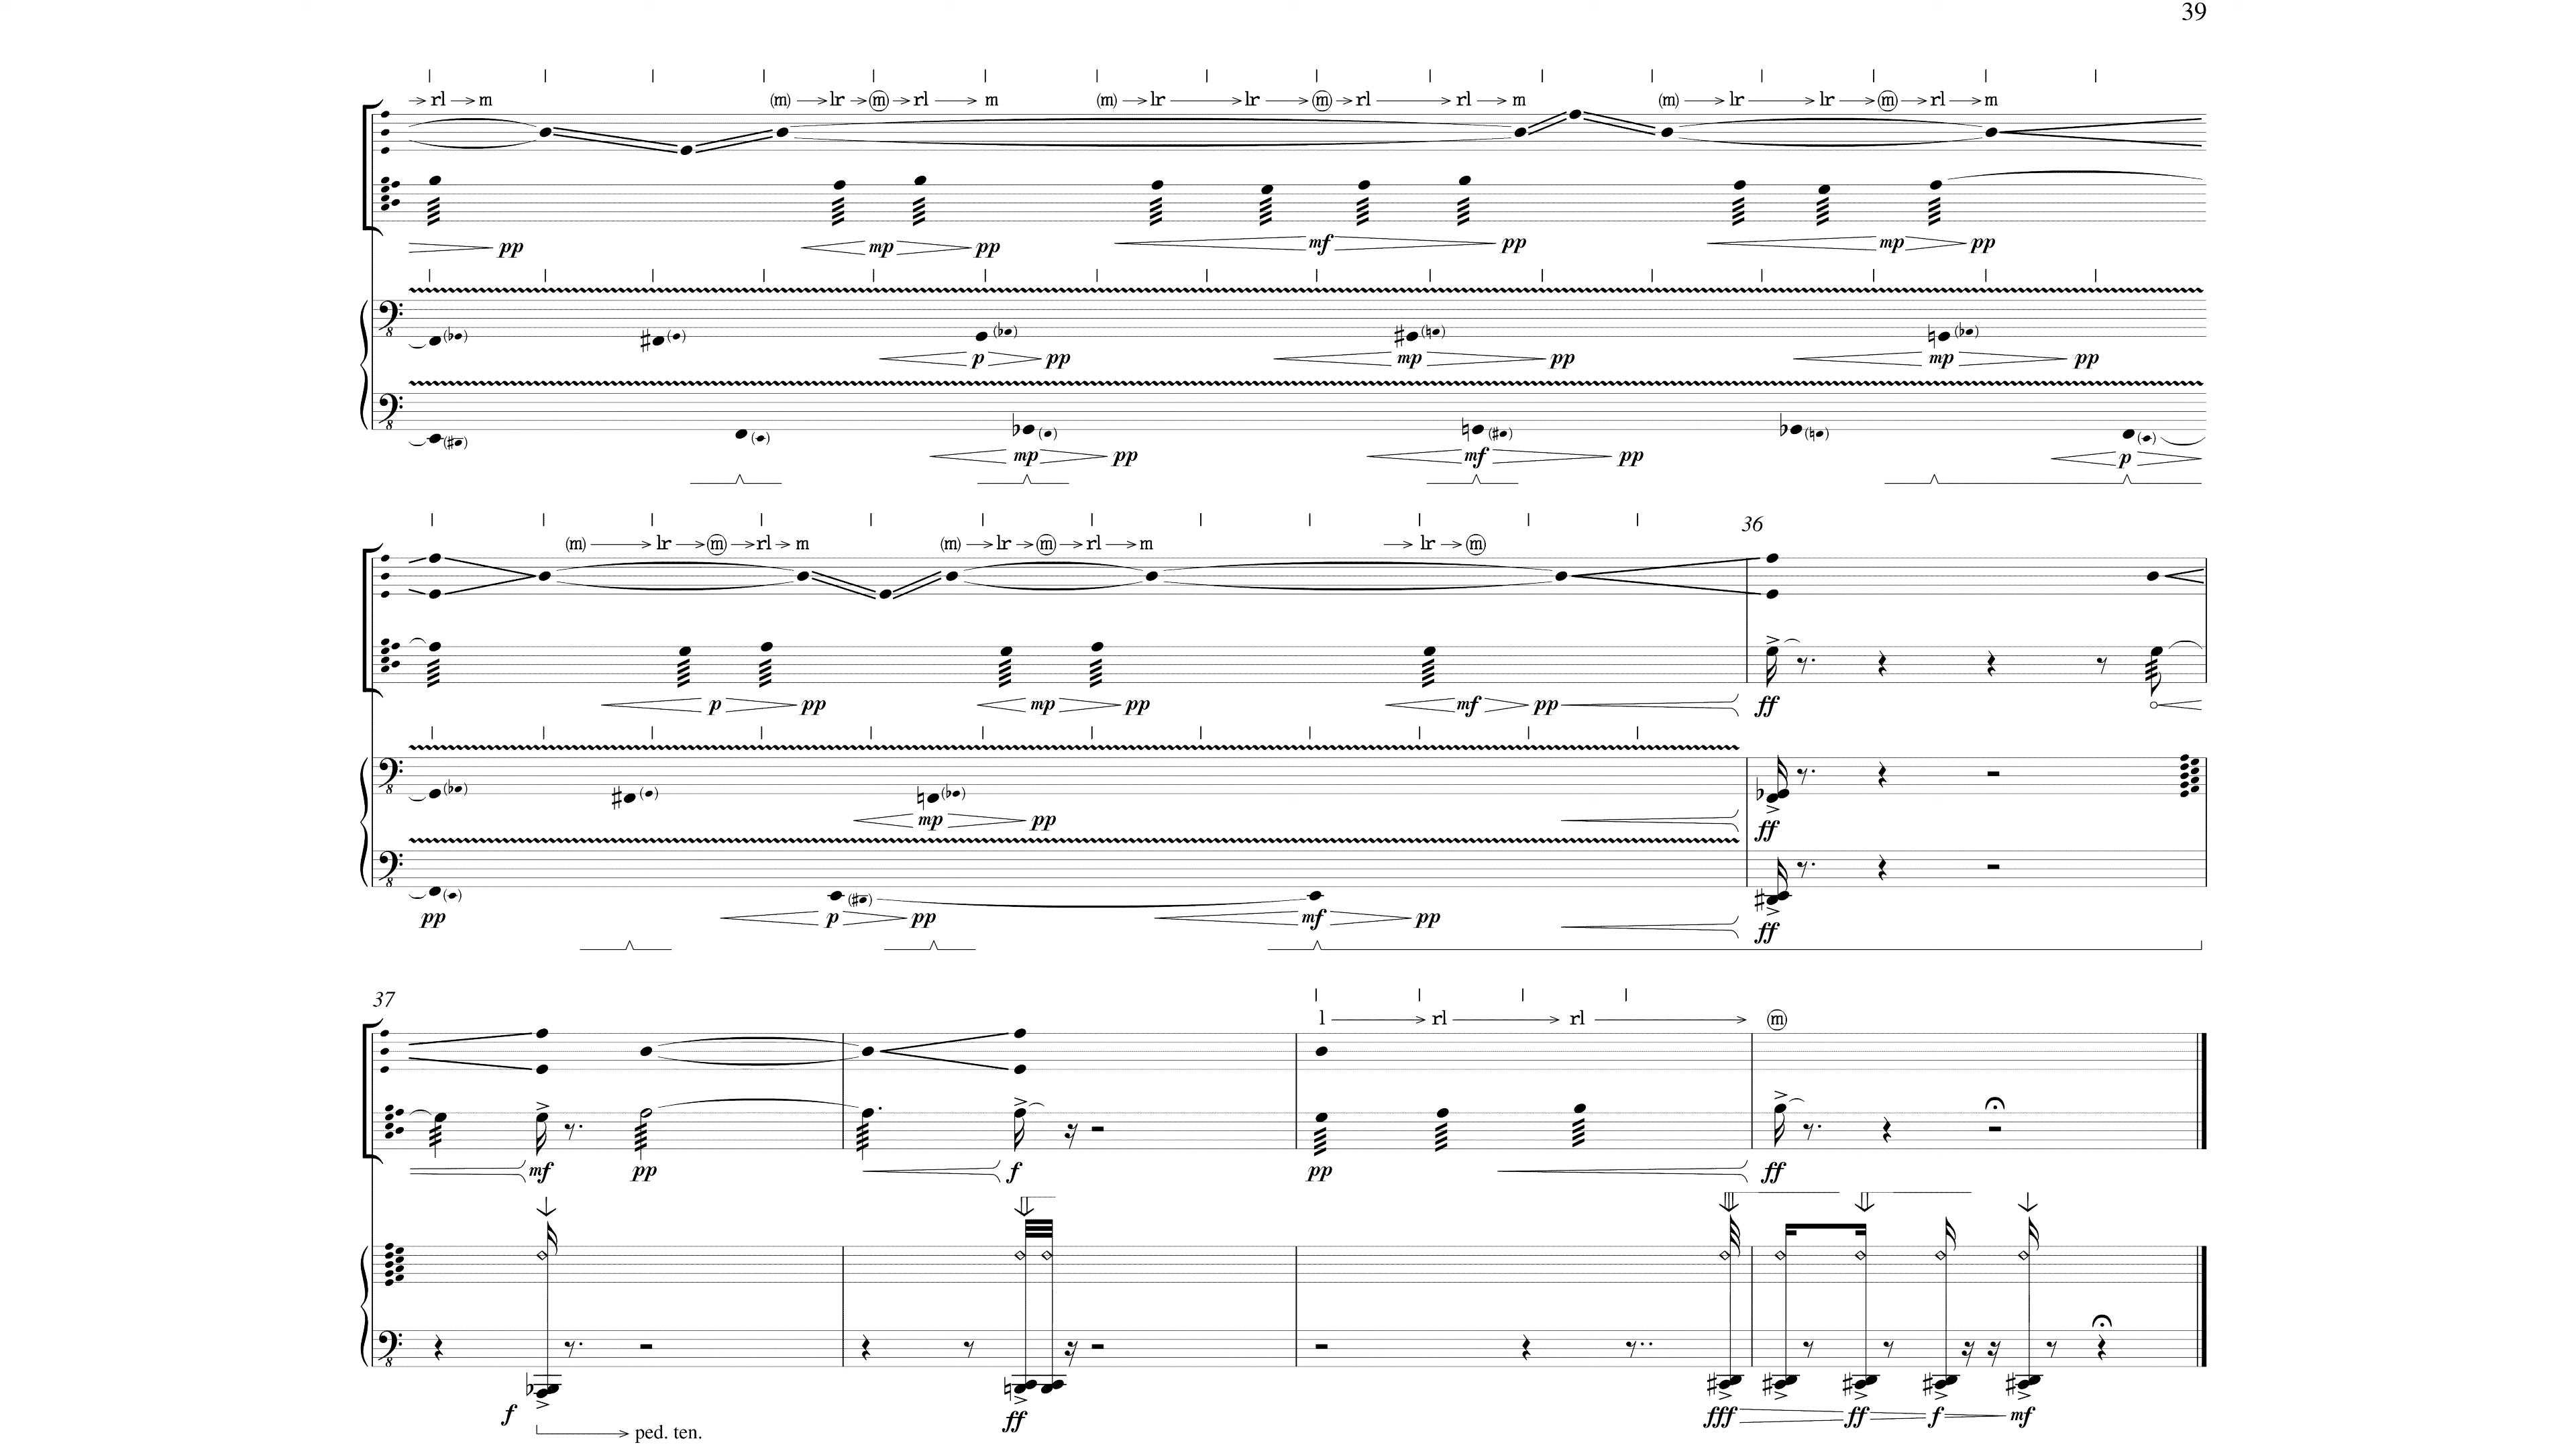 39
rl m (m) lr m rl m (m) lr lr m rl rl m (m) lr lr m rl m
pp mp pp mf pp mp pp
p pp mp pp mp pp
mp pp mf pp p
(m) lr m rl m (m) lr m rl m lr m 36
p pp mp pp mf pp ff
mp pp ff
pp p pp mf pp ff
37
l rl rl m
mf pp f pp ff
f ff fff ff f mf
ped. ten.